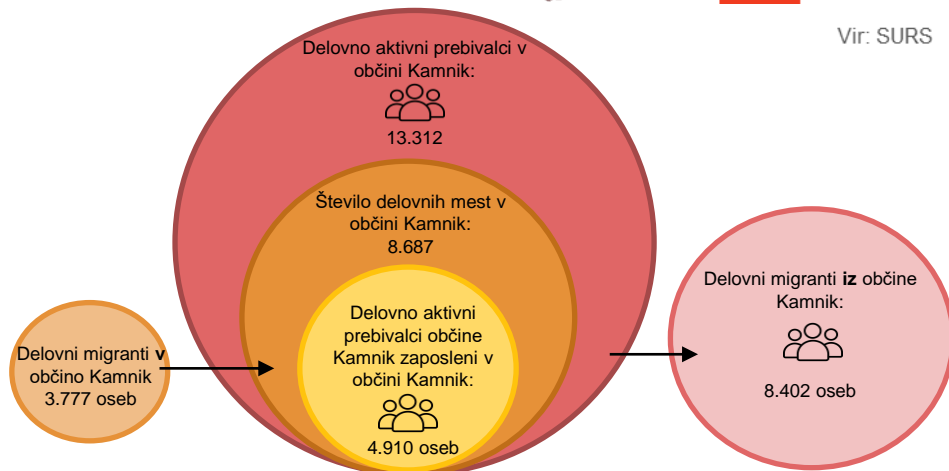 Vir: SURS
Delovno aktivni prebivalci v
občini Kamnik:
13.312
Število delovnih mest v
občini Kamnik:
8.687
Delovno aktivni
prebivalci občine
Kamnik zaposleni v
občini Kamnik:
4.910 oseb
Delovni migranti v
občino Kamnik
3.777 oseb
Delovni migranti iz občine
Kamnik:
8.402 oseb